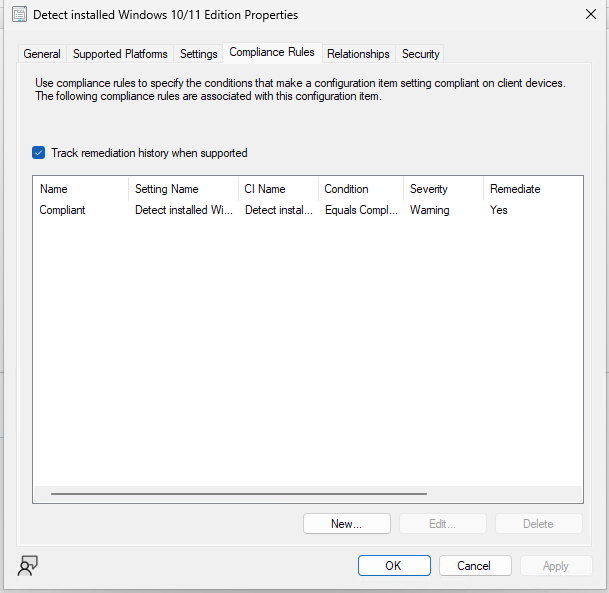 Detect installed Windows 10/11 Edition Properties
General Supported Platforms Settings Compliance Rules Relationships Security
Use compliance rules to specify the conditions that make a configuration item setting compliant on client devices.
The following compliance rules are associated with this configuration item.
Track remediation history when supported
Name Setting Name CI Name Condition Severity Remediate
Compliant Detect installed Wi... Detect instal... Equals Compl... Warning Yes
New... Edit... Delete
OK Cancel Apply